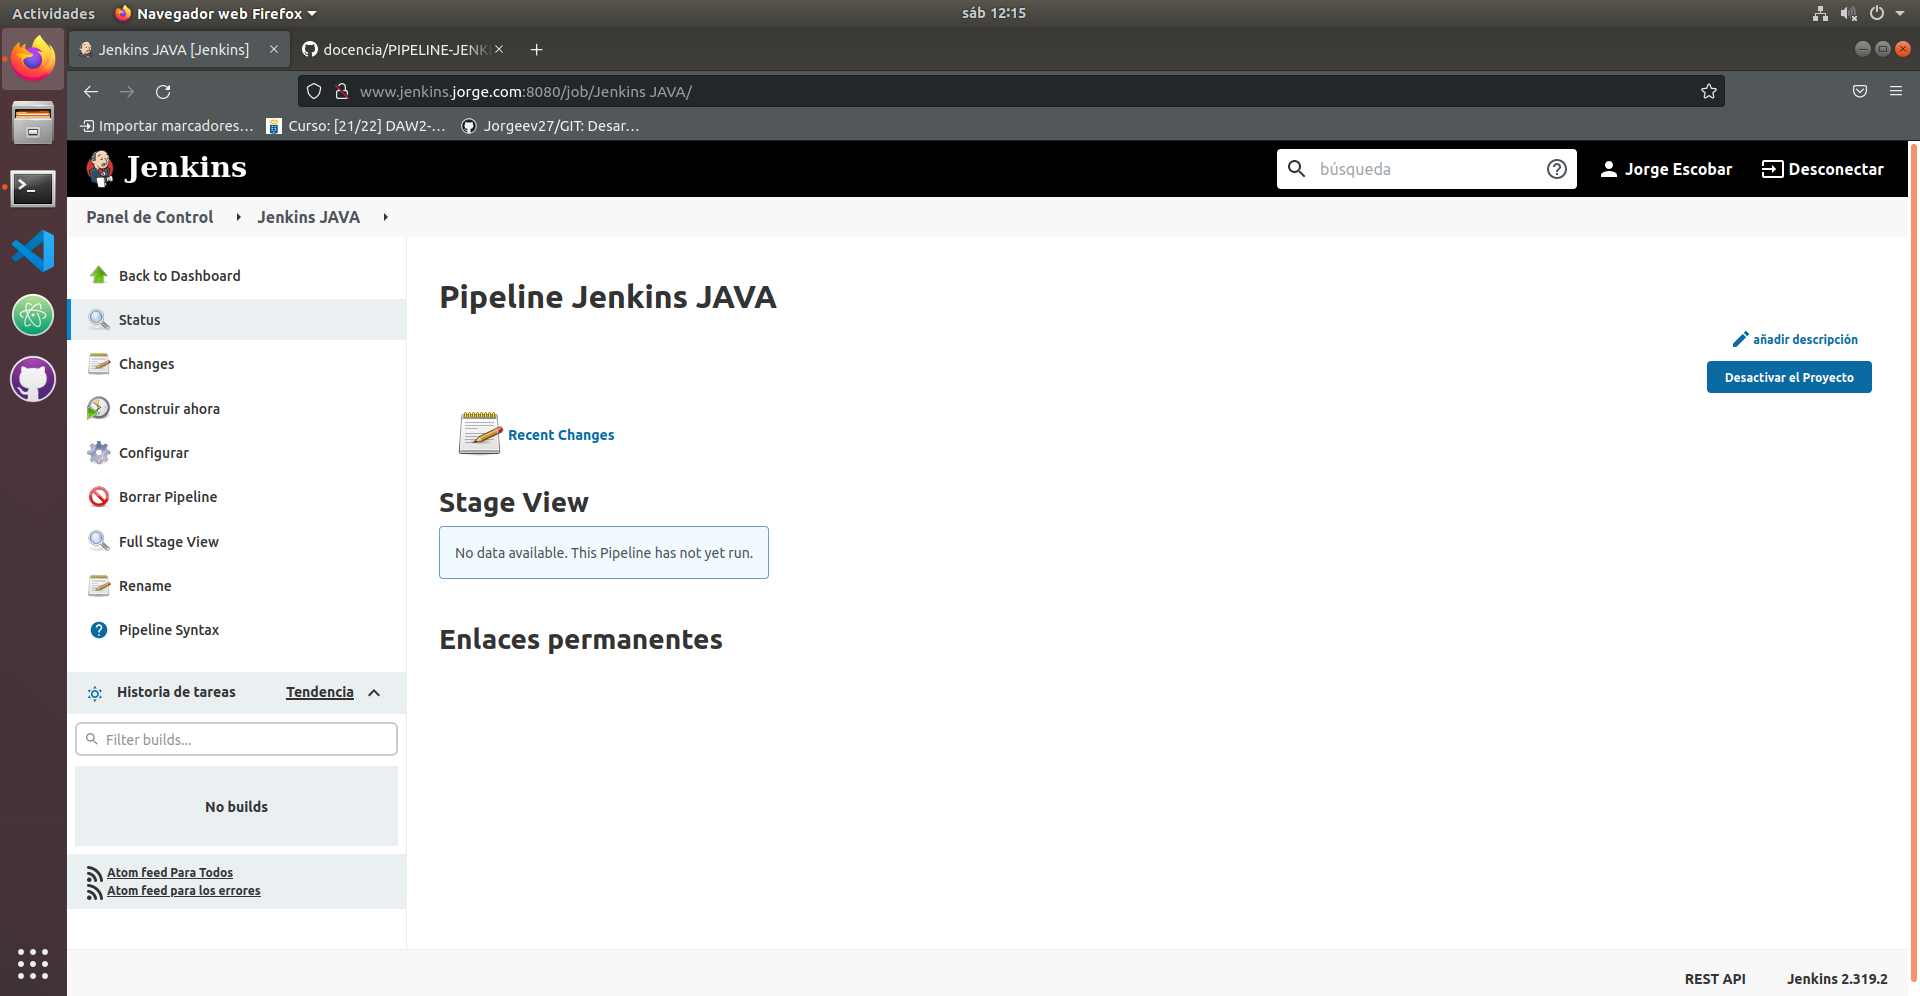 Actividades Navegador web Firefox sáb 12:15
Jenkins JAVA [Jenkins] docencia/PIPELINE-JENK
www.jenkins.jorge.com:8080/job/Jenkins JAVA/
Importar marcadores… Curso: [21/22] DAW2-… Jorgeev27/GIT: Desar…
Jenkins búsqueda Jorge Escobar Desconectar
Panel de Control Jenkins JAVA
Back to Dashboard
Status
Changes
Construir ahora
Configurar
Borrar Pipeline
Full Stage View
Rename
Pipeline Syntax
Historia de tareas Tendencia
Filter builds...
No builds
Atom feed Para Todos
Atom feed para los errores
Pipeline Jenkins JAVA
añadir descripción
Desactivar el Proyecto
Recent Changes
Stage View
No data available. This Pipeline has not yet run.
Enlaces permanentes
REST API Jenkins 2.319.2